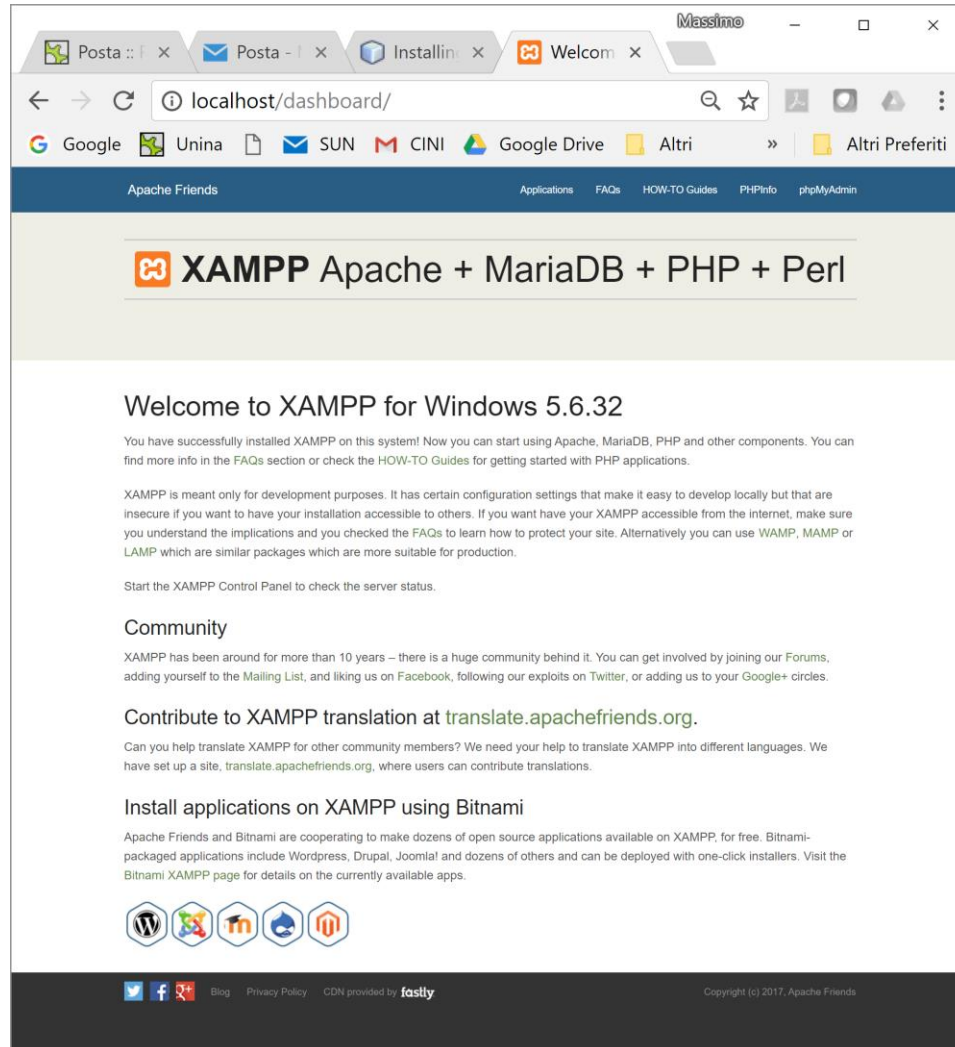 Massimo
Posta :: Posta - Installin Welcom
localhost/dashboard/
Google Unina SUN CINI Google Drive Altri » Altri Preferiti
Apache Friends Applications FAQs HOW-TO Guides PHPInfo phpMyAdmin
XAMPP Apache + MariaDB + PHP + Perl
Welcome to XAMPP for Windows 5.6.32
You have successfully installed XAMPP on this system! Now you can start using Apache, MariaDB, PHP and other components. You can
find more info in the FAQs section or check the HOW-TO Guides for getting started with PHP applications.
XAMPP is meant only for development purposes. It has certain configuration settings that make it easy to develop locally but that are
insecure if you want to have your installation accessible to others. If you want have your XAMPP accessible from the internet, make sure
you understand the implications and you checked the FAQs to learn how to protect your site. Alternatively you can use WAMP, MAMP or
LAMP which are similar packages which are more suitable for production.
Start the XAMPP Control Panel to check the server status.
Community
XAMPP has been around for more than 10 years – there is a huge community behind it. You can get involved by joining our Forums,
adding yourself to the Mailing List, and liking us on Facebook, following our exploits on Twitter, or adding us to your Google+ circles.
Contribute to XAMPP translation at translate.apachefriends.org.
Can you help translate XAMPP for other community members? We need your help to translate XAMPP into different languages. We
have set up a site, translate.apachefriends.org, where users can contribute translations.
Install applications on XAMPP using Bitnami
Apache Friends and Bitnami are cooperating to make dozens of open source applications available on XAMPP, for free. Bitnami-
packaged applications include Wordpress, Drupal, Joomla! and dozens of others and can be deployed with one-click installers. Visit the
Bitnami XAMPP page for details on the currently available apps.
Blog Privacy Policy CDN provided by fastly Copyright (c) 2017, Apache Friends